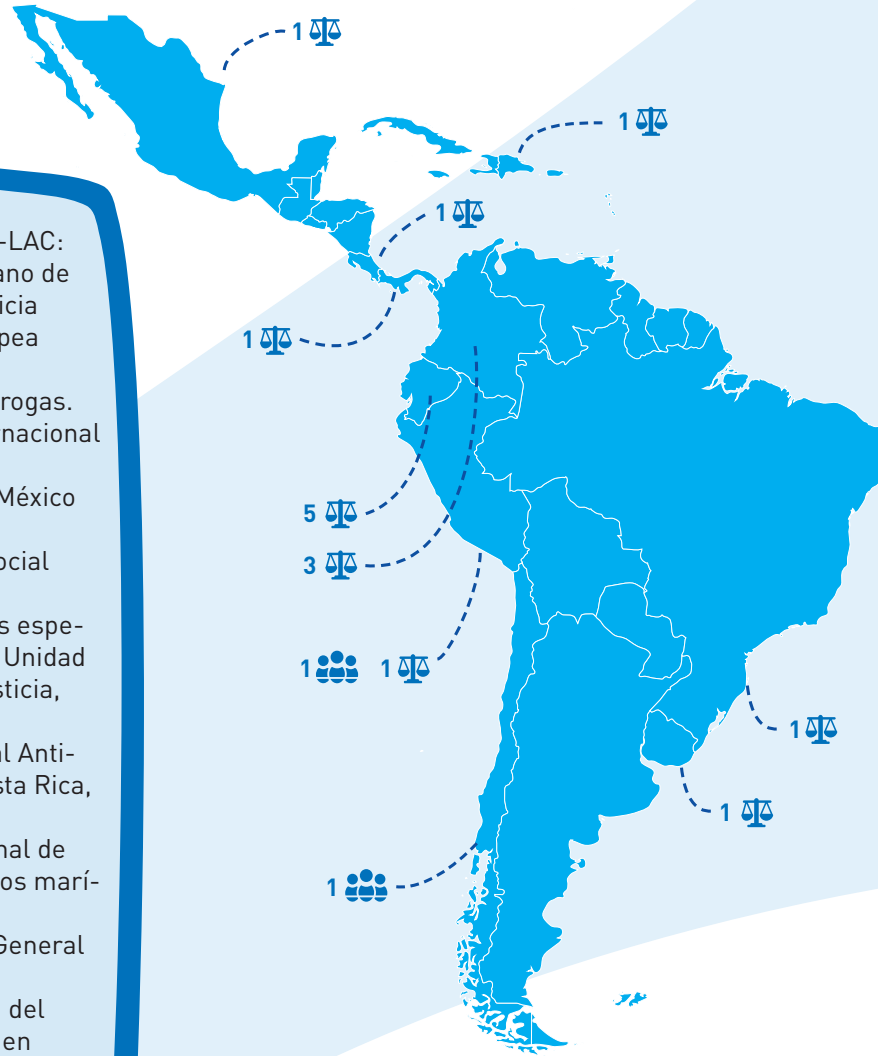 -LAC:
ano de
icia
pea
rogas.
rnacional
México
ocial
s espe-
Unidad
sticia,
al Anti-
sta Rica,
nal de
os marí-
General
del
en
1
1
1
1
5
3
1 1
1
1
1